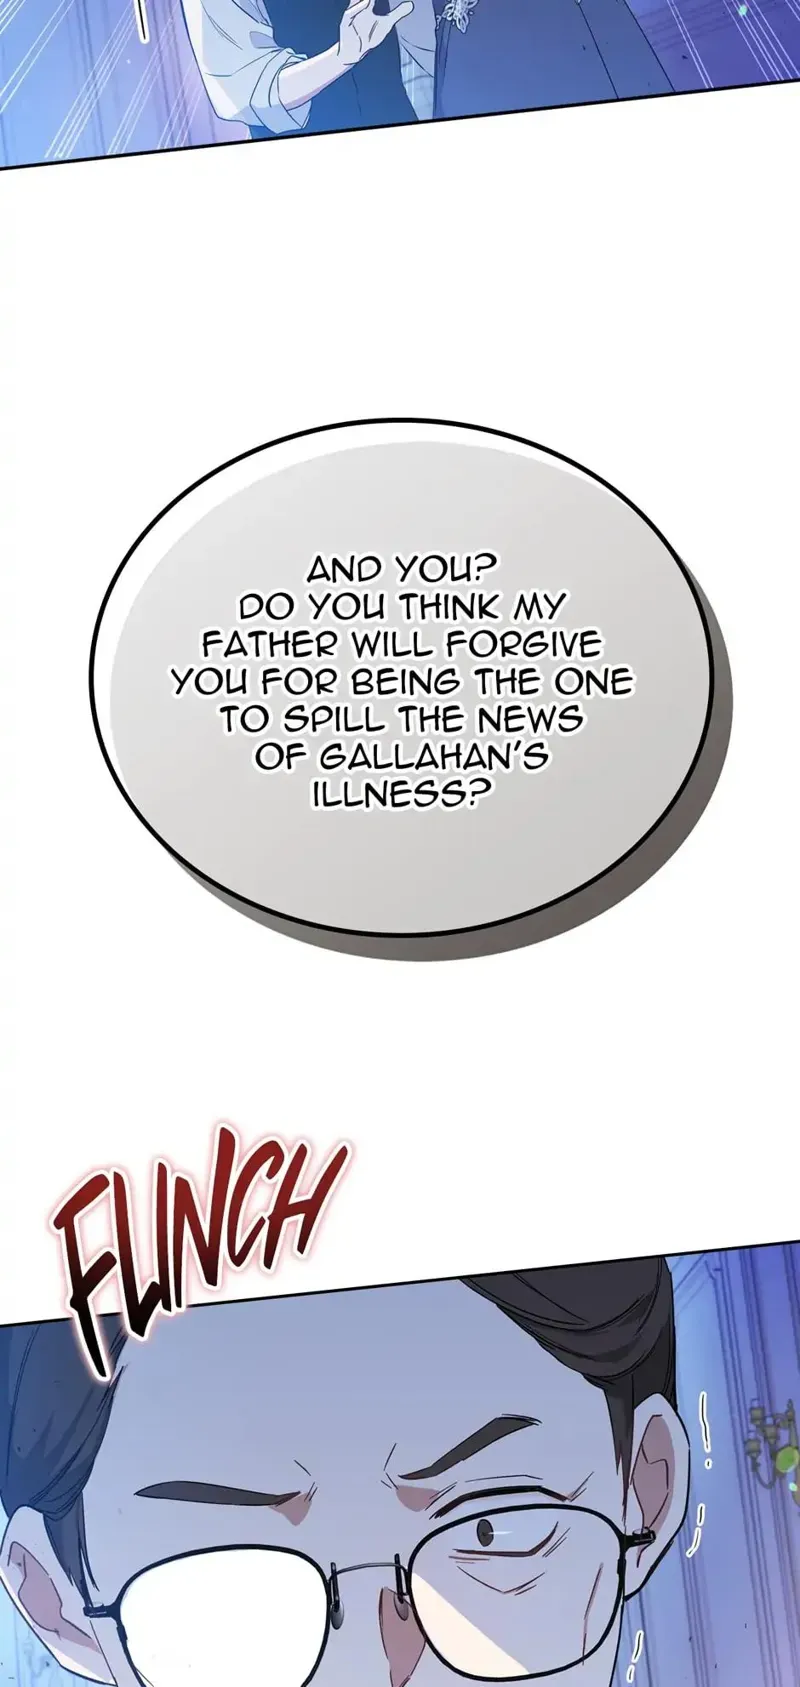 AND YOU?
DO YOU THINK MY
FATHER WILL FORGIVE
YOU FOR BEING THE ONE
TO SPILL THE NEWS
OF GALLAHAN'S
ILLNESS?
FLINCH